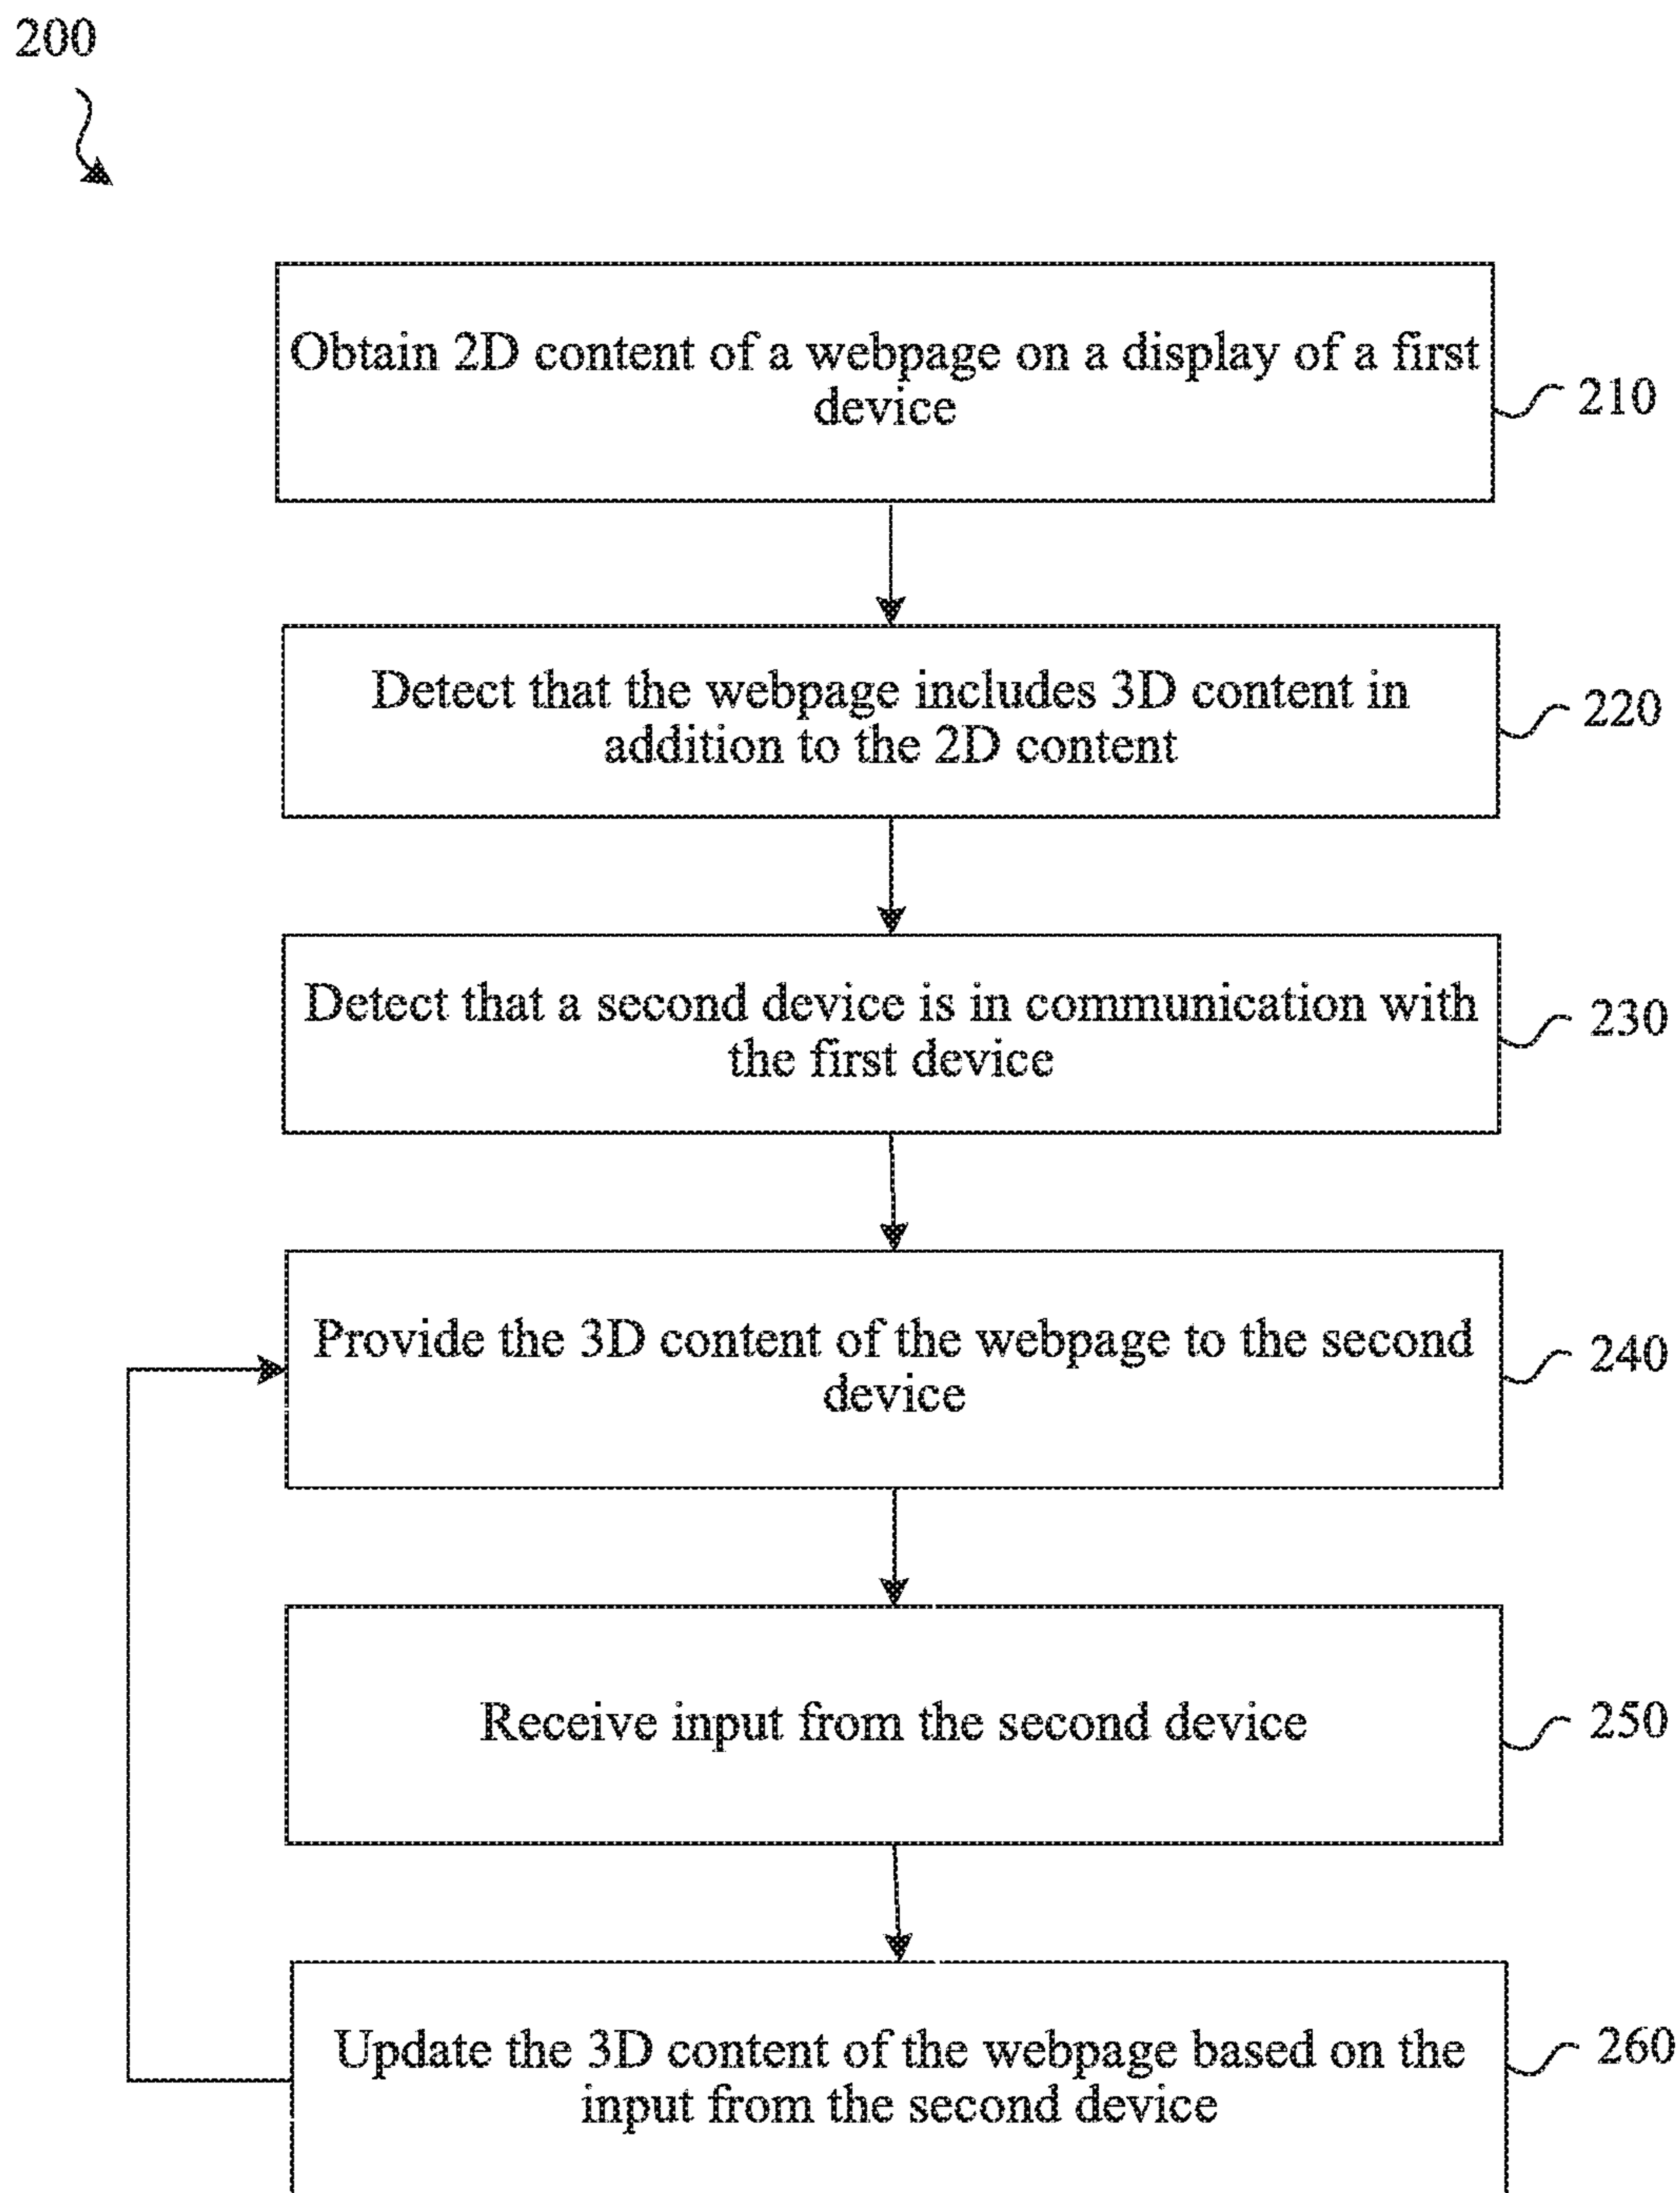 200
Obtain 2D content of a webpage on a display of a first
device
210
Detect that the webpage includes 3D content in
addition to the 2D content
220
Detect that a second device is in communication with
the first device
230
Provide the 3D content of the webpage to the second
device
240
Receive input from the second device
250
Update the 3D content of the webpage based on the
input from the second device
260